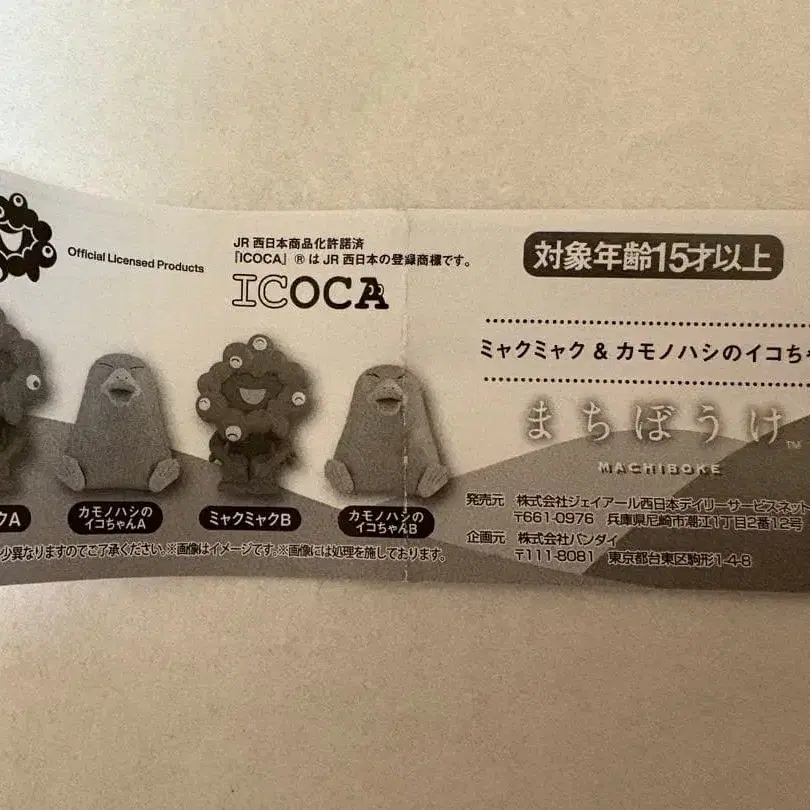 Official Licensed Products
JR 西日本商品化許諾済
『ICOCA』®はJR西日本の登録商標です。
ICOCA
クA
カモノハシの
イコちゃんA
ミャクミャクB
カモノハシの
イコちゃんB
少異なりますのでご了承ください。※画像はイメージです。※画像には処理を施しております。
対象年齢15才以上
ミャクミャク & カモノハシのイコち
まちぼうけ™
MACHIBOKE
発売元 株式会社ジェイアール西日本デイリーサービスネット
〒661-0976 兵庫県尼崎市潮江1丁目2番12号
企画元 株式会社バンダイ
〒111-8081 東京都台東区駒形1-4-8